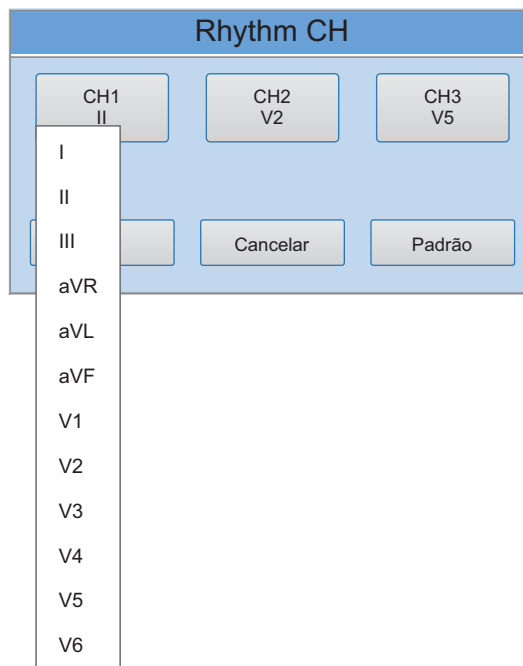 Rhythm CH
CH1
II
CH2
V2
CH3
V5
I
II
III
aVR
aVL
aVF
V1
V2
V3
V4
V5
V6
Cancelar
Padrão